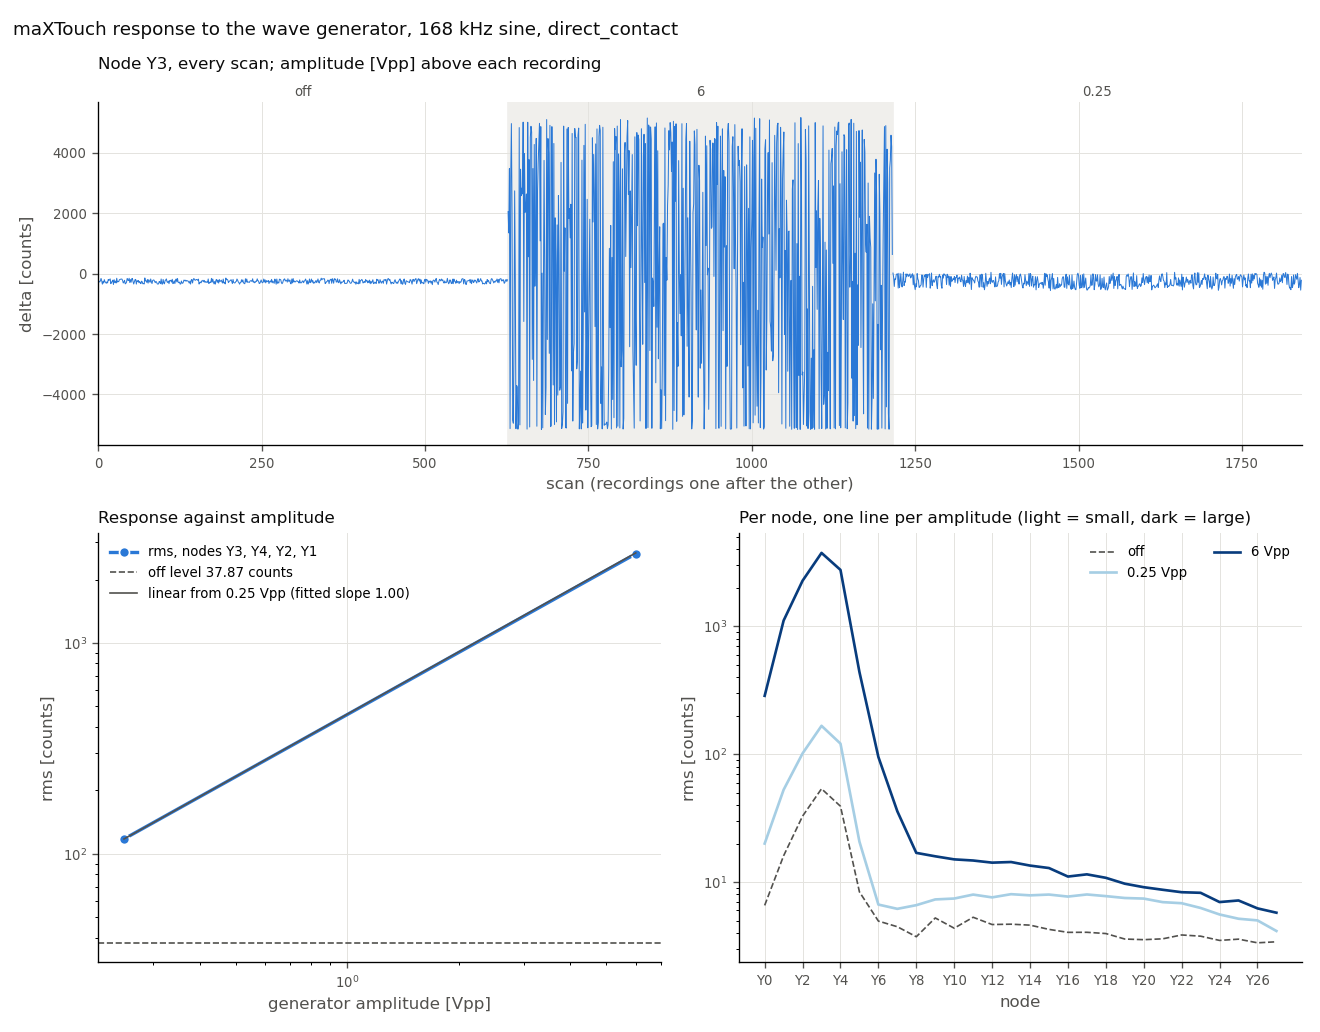 maXTouch response to the wave generator, 168 kHz sine, direct_contact
Node Y3, every scan; amplitude [Vpp] above each recording
off 6 0.25
delta [counts]
4000
2000
0
−2000
−4000
0 250 500 750 1000 1250 1500 1750
scan (recordings one after the other)
Response against amplitude
rms, nodes Y3, Y4, Y2, Y1
off level 37.87 counts
linear from 0.25 Vpp (fitted slope 1.00)
rms [counts]
10³
10²
10⁰
generator amplitude [Vpp]
Per node, one line per amplitude (light = small, dark = large)
off 6 Vpp
0.25 Vpp
rms [counts]
10³
10²
10¹
Y0 Y2 Y4 Y6 Y8 Y10 Y12 Y14 Y16 Y18 Y20 Y22 Y24 Y26
node